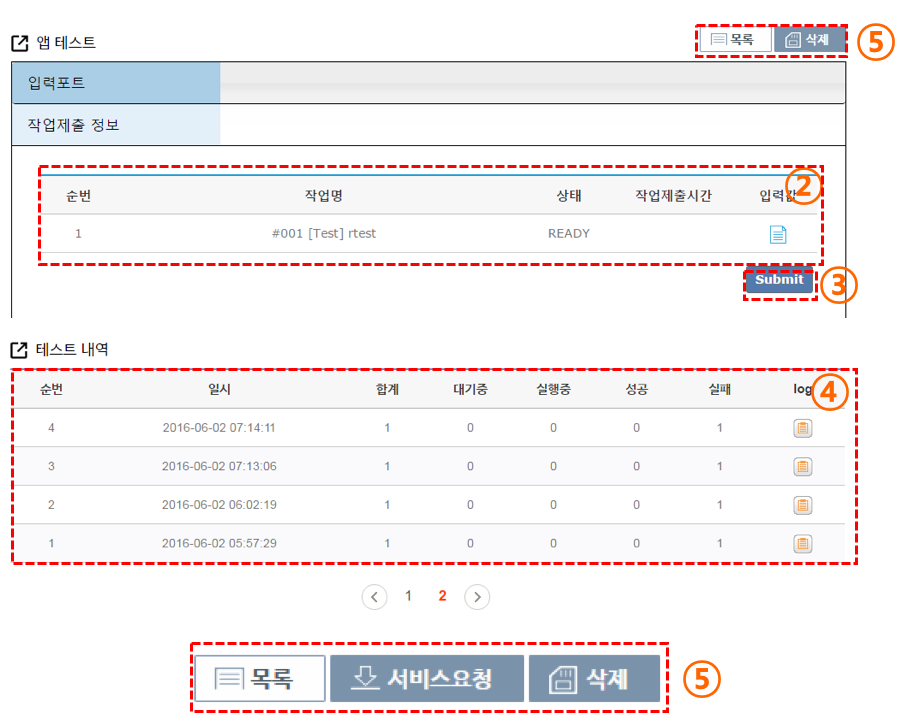 앱 테스트 목록 삭제 ⑤
입력포트
작업제출 정보
순번 작업명 상태 작업제출시간 입력값 ②
1 #001 [Test] rtest READY
Submit ③
테스트 내역
순번 일시 합계 대기중 실행중 성공 실패 log ④
4 2016-06-02 07:14:11 1 0 0 0 1
3 2016-06-02 07:13:06 1 0 0 0 1
2 2016-06-02 06:02:19 1 0 0 0 1
1 2016-06-02 05:57:29 1 0 0 0 1
1 2
목록 서비스요청 삭제 ⑤